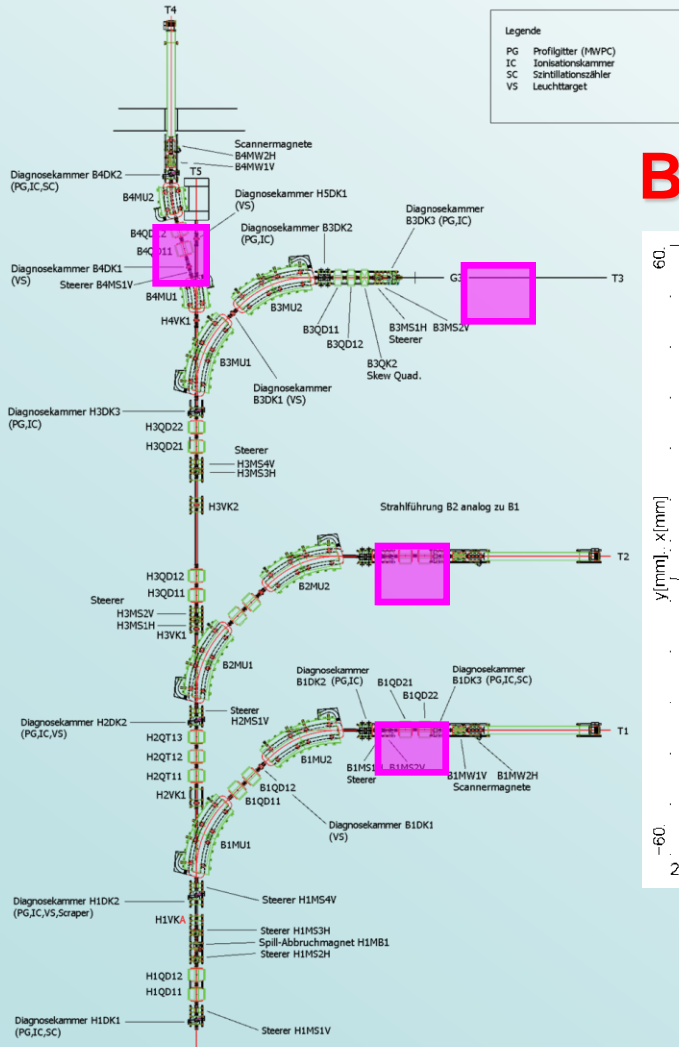 T4
Legende
PG Profilgitter (MWPC)
IC Ionisationskammer
SC Szintillationszähler
VS Leuchttarget
B
Scannermagnete
B4MW2H
B4MW1V
Diagnosekammer B4DK2
(PG,IC,SC)
T5
B4MU2
Diagnosekammer H5DK1
(VS)
Diagnosekammer B3DK2
(PG,IC)
Diagnosekammer
B3DK3 (PG,IC)
B4QD12
B4QD11
Diagnosekammer B4DK1
(VS)
Steerer B4MS1V
B4MU1
H4VK1
B3MU2
G3
T3
B3QD11
B3QD12
B3QK2
Skew Quad.
B3MS1H
Steerer
B3MS2V
B3MU1
Diagnosekammer
B3DK1 (VS)
Diagnosekammer H3DK3
(PG,IC)
H3QD22
H3QD21
Steerer
H3MS4V
H3MS3H
H3VK2
Strahlführung B2 analog zu B1
H3QD12
H3QD11
Steerer
H3MS2V
H3MS1H
H3VK1
B2MU2
T2
B2MU1
Diagnosekammer
B1DK2 (PG,IC)
B1QD21
B1QD22
Diagnosekammer
B1DK3 (PG,IC,SC)
Steerer
H2MS1V
Diagnosekammer H2DK2
(PG,IC,VS)
T1
H2QT13
H2QT12
H2QT11
H2VK1
B1MU2
B1MS1H
Steerer
B1MS2V
B1MW1V
B1MW2H
Scannermagnete
B1QD12
B1QD11
Diagnosekammer B1DK1
(VS)
B1MU1
Diagnosekammer H1DK2
(PG,IC,VS,Scraper)
Steerer H1MS4V
H1VKA
Steerer H1MS3H
Spill-Abbruchmagnet H1MB1
Steerer H1MS2H
H1QD12
H1QD11
Diagnosekammer H1DK1
(PG,IC,SC)
Steerer H1MS1V
60.
y[mm]. x[mm]
-60.
2